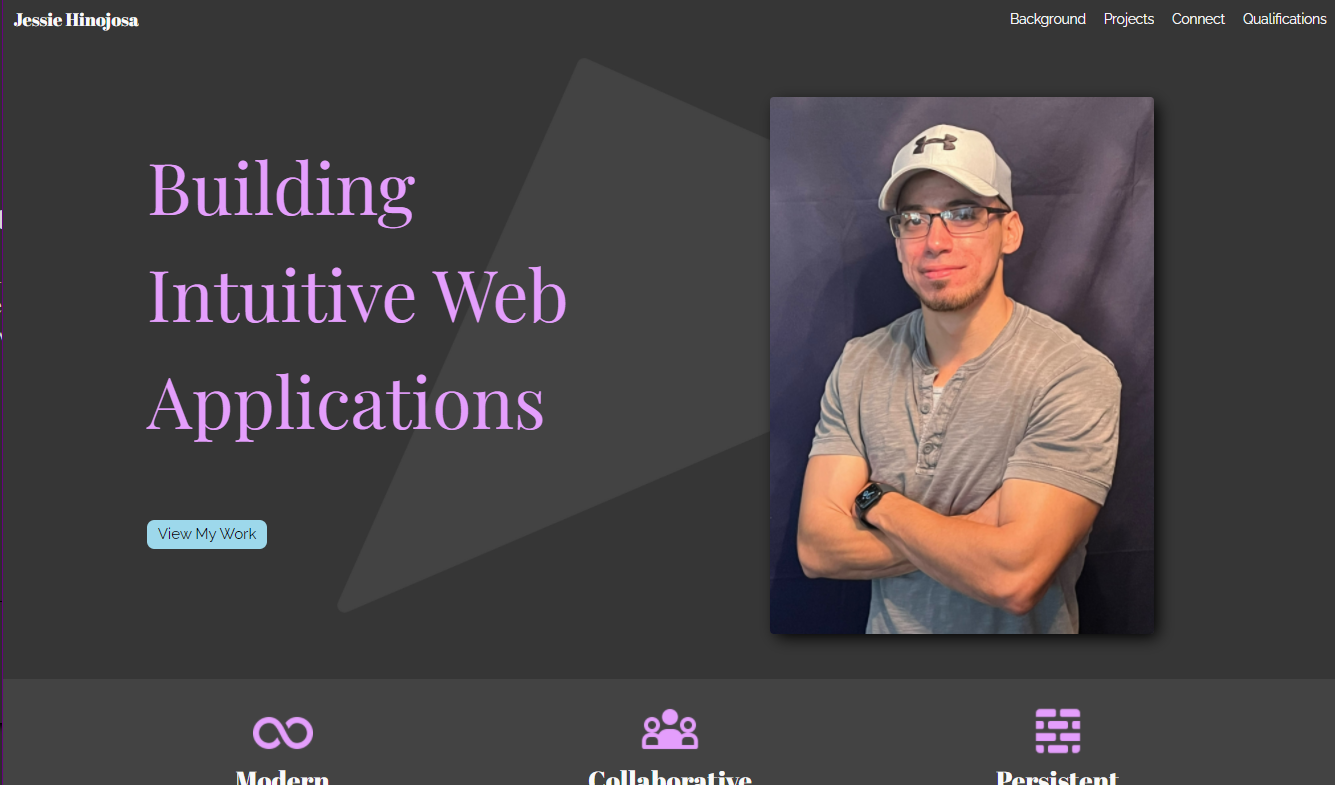 Jessie Hinojosa
Background Projects Connect Qualifications
Building
Intuitive Web
Applications
View My Work
Modern Collaborative Persistent